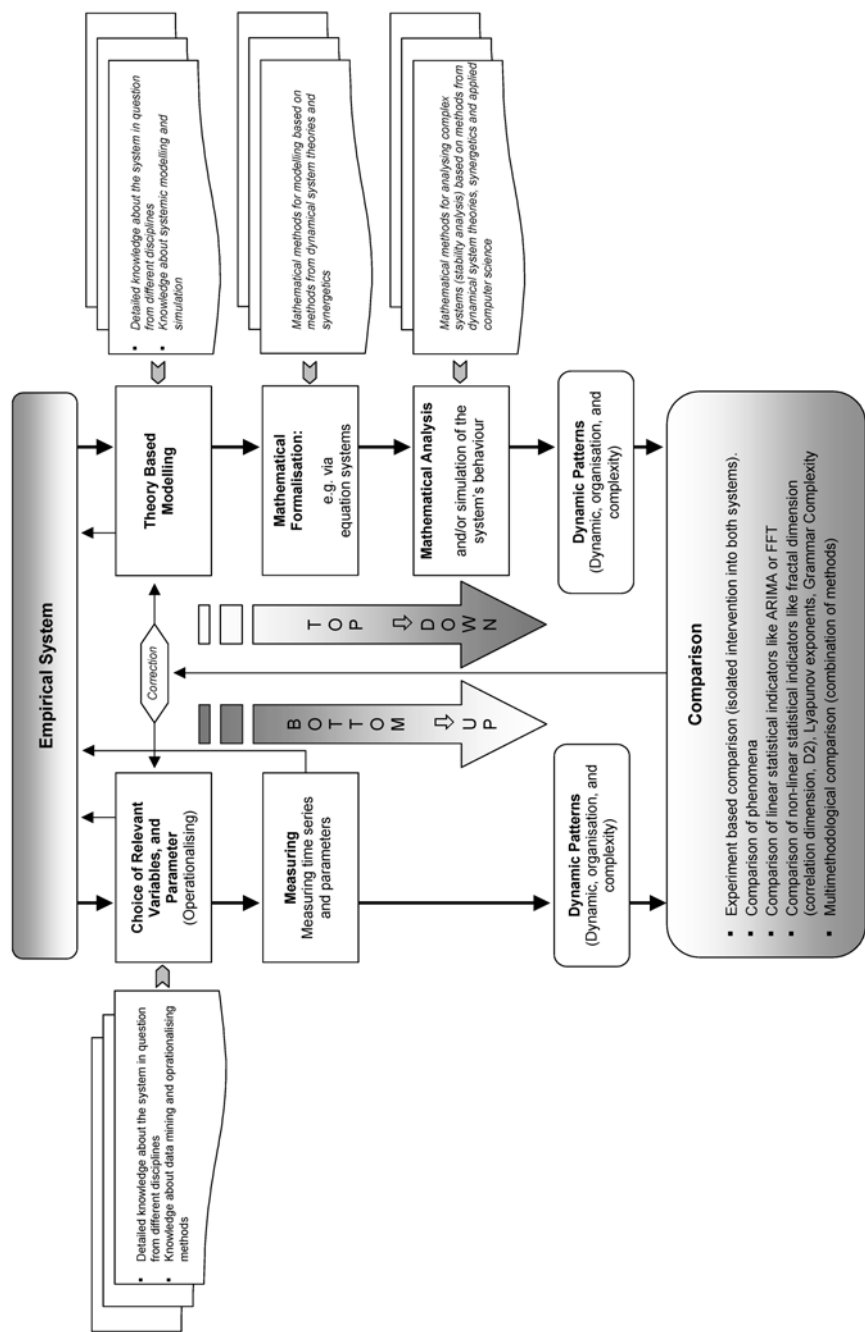 Empirical System
▪ Detailed knowledge about the system in question
from different disciplines
▪ Knowledge about data mining and oprationalising
methods
Choice of Relevant
Variables, and
Parameter
(Operationalising)
Correction
Theory Based
Modelling
▪ Detailed knowledge about the system in question
from different disciplines
▪ Knowledge about systemic modelling and
simulation
Measuring
Measuring time series
and parameters
BOTTOM ⇨ UP
TOP ⇨ DOWN
Mathematical
Formalisation:
e.g. via
equation systems
Mathematical methods for modelling based on
methods from dynamical system theories and
synergetics
Mathematical Analysis
and/or simulation of the
system's behaviour
Mathematical methods for analysing complex
systems (stability analysis) based on methods from
dynamical system theories, synergetics and applied
computer science
Dynamic Patterns
(Dynamic, organisation, and
complexity)
Dynamic Patterns
(Dynamic, organisation, and
complexity)
Comparison
▪ Experiment based comparison (isolated intervention into both systems).
▪ Comparison of phenomena
▪ Comparison of linear statistical indicators like ARIMA or FFT
▪ Comparison of non-linear statistical indicators like fractal dimension
(correlation dimension, D2), Lyapunov exponents, Grammar Complexity
▪ Multimethodological comparison (combination of methods)